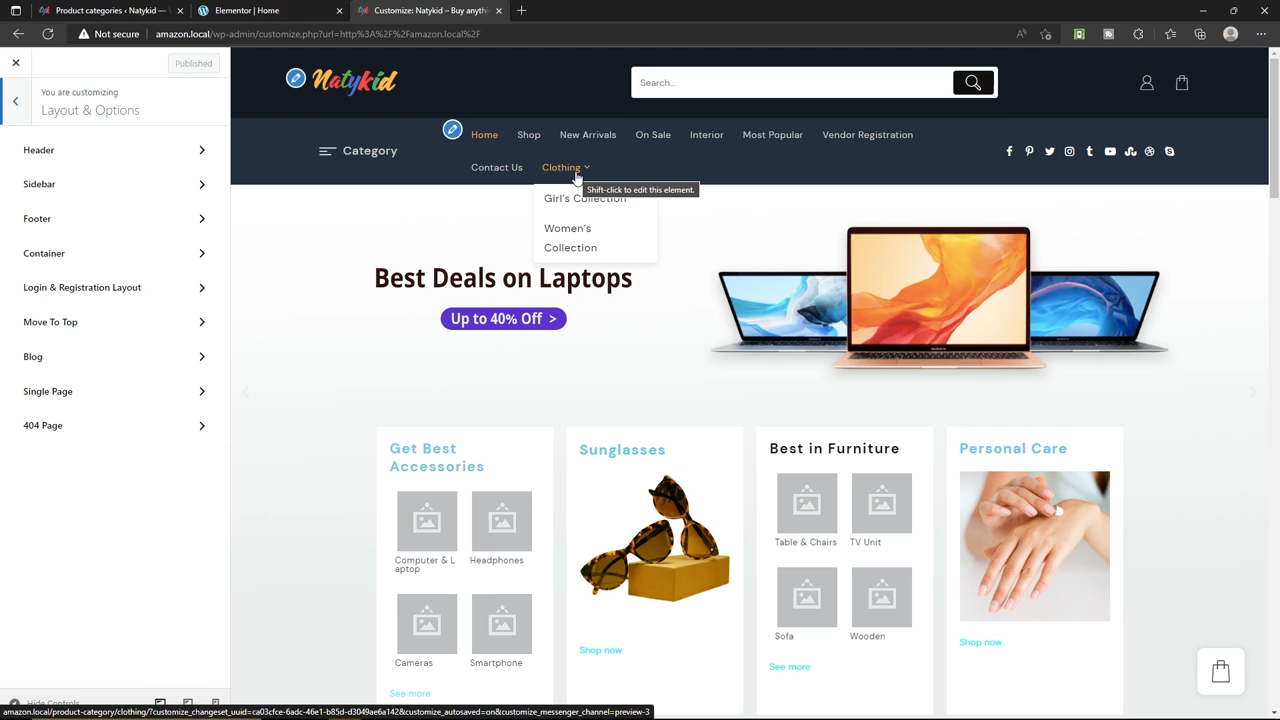 Product categories ‹ Natykid —
Elementor | Home
Customize: Natykid – Buy anythi
Not secure
amazon.local/wp-admin/customize.php?url=http%3A%2F%2Famazon.local%2F
Published
You are customizing
Layout & Options
Header
Sidebar
Footer
Container
Login & Registration Layout
Move To Top
Blog
Single Page
404 Page
Hide Controls
Natykid
Search...
Category
Home Shop New Arrivals On Sale Interior Most Popular Vendor Registration
Contact Us Clothing
Shift-click to edit this element.
Girl's Collection
Women's
Collection
Best Deals on Laptops
Up to 40% Off >
Get Best
Accessories
Computer & L
aptop
Headphones
Cameras
Smartphone
See more
Sunglasses
Shop now
Best in Furniture
Table & Chairs
TV Unit
Sofa
Wooden
See more
Personal Care
Shop now
amazon.local/product-category/clothing/?customize_changeset_uuid=ca03cfce-6adc-46e1-b85d-d3049ae6a142&customize_autosaved=on&customize_messenger_channel=preview-3